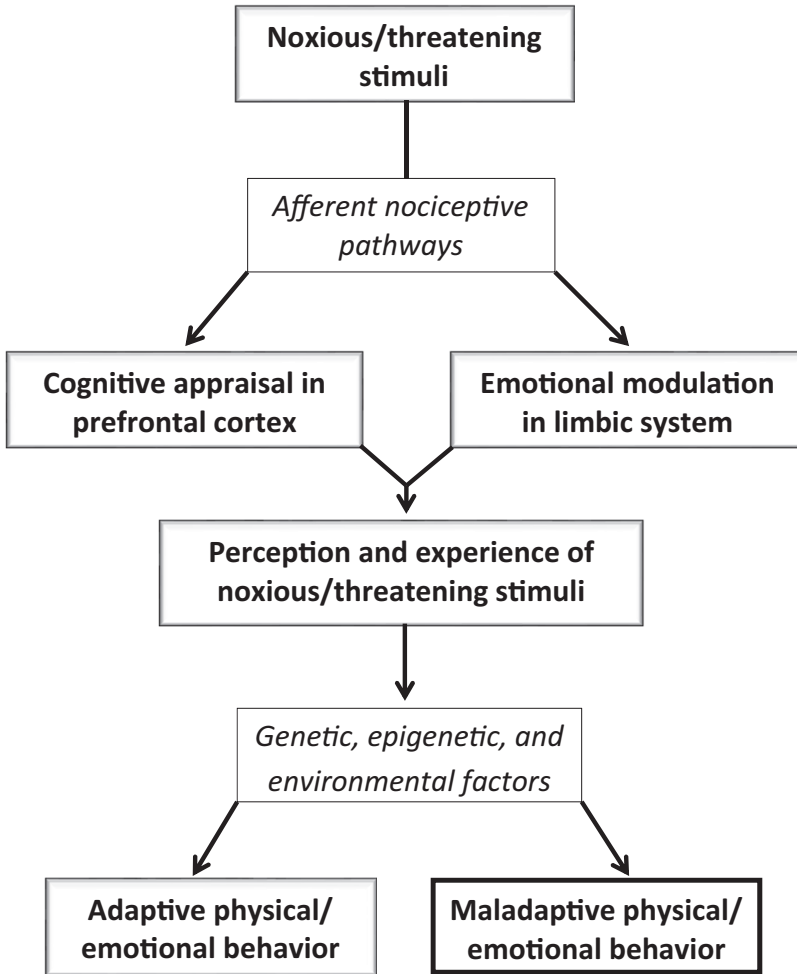 Noxious/threatening
stimuli
Afferent nociceptive
pathways
Cognitive appraisal in
prefrontal cortex
Emotional modulation
in limbic system
Perception and experience of
noxious/threatening stimuli
Genetic, epigenetic, and
environmental factors
Adaptive physical/
emotional behavior
Maladaptive physical/
emotional behavior